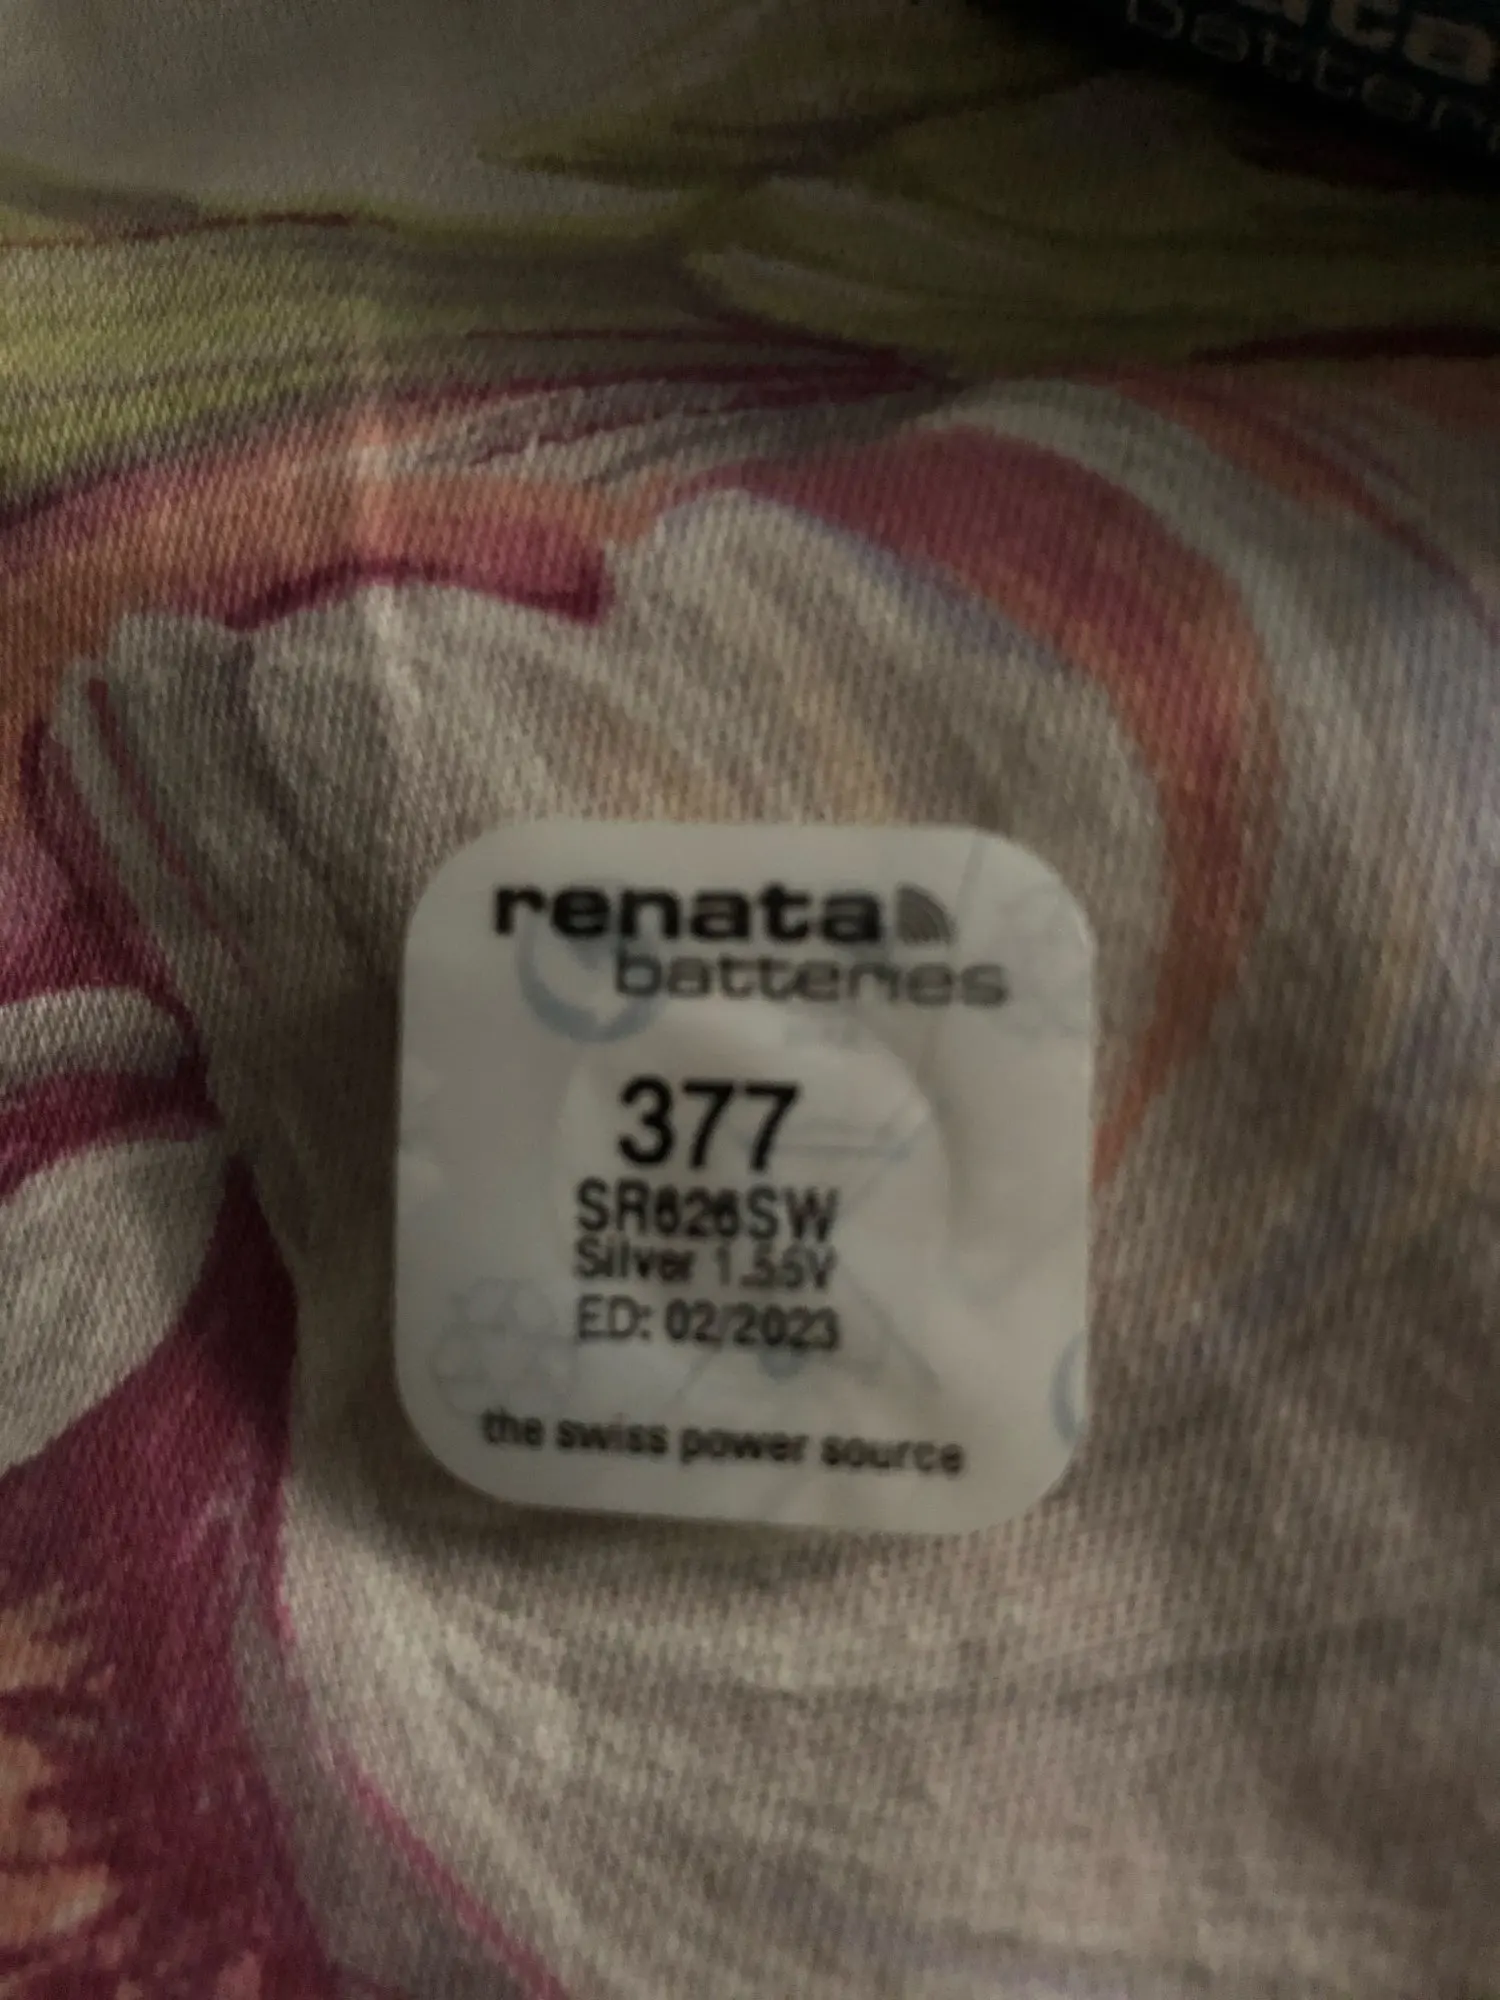 renata
batteries
377
SR626SW
Silver 1.55V
ED: 02/2023
the swiss power source